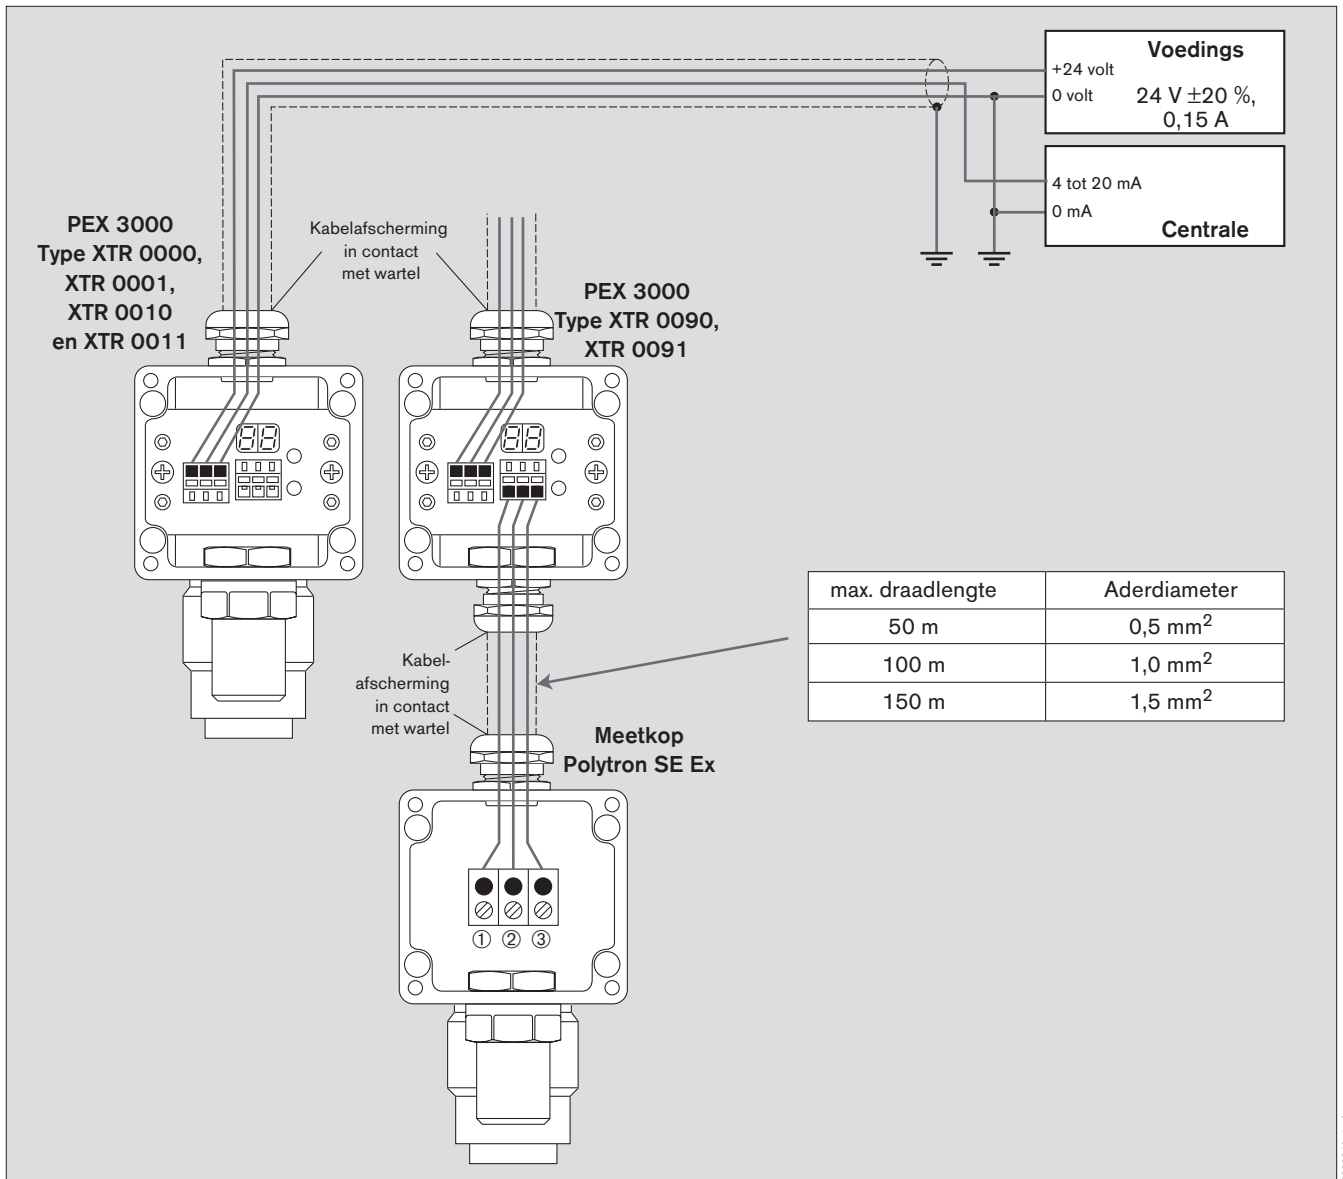 Voedings
+24 volt
0 volt
24 V ±20 %,
0,15 A
4 tot 20 mA
0 mA
Centrale
PEX 3000
Type XTR 0000,
XTR 0001,
XTR 0010
en XTR 0011
Kabelafscherming
in contact
met wartel
PEX 3000
Type XTR 0090,
XTR 0091
max. draadlengte Aderdiameter
50 m 0,5 mm²
100 m 1,0 mm²
150 m 1,5 mm²
Kabel-
afscherming
in contact
met wartel
Meetkop
Polytron SE Ex
① ② ③